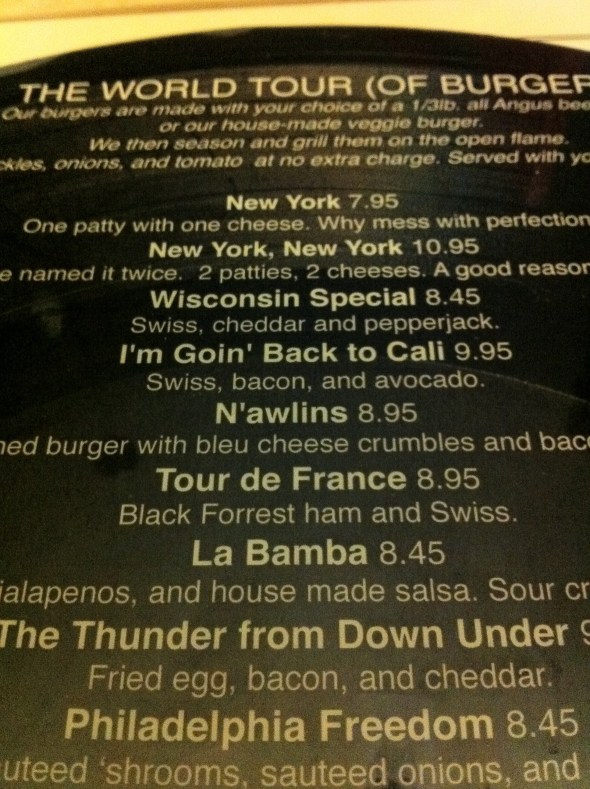 THE WORLD TOUR (OF BURGER
Our burgers are made with your choice of a 1/3lb. all Angus bee
or our house-made veggie burger.
We then season and grill them on the open flame.
ckles, onions, and tomato at no extra charge. Served with yo
New York 7.95
One patty with one cheese. Why mess with perfection
New York, New York 10.95
e named it twice. 2 patties, 2 cheeses. A good reason
Wisconsin Special 8.45
Swiss, cheddar and pepperjack.
I'm Goin' Back to Cali 9.95
Swiss, bacon, and avocado.
N'awlins 8.95
ned burger with bleu cheese crumbles and baco
Tour de France 8.95
Black Forrest ham and Swiss.
La Bamba 8.45
jalapenos, and house made salsa. Sour cr
The Thunder from Down Under 9
Fried egg, bacon, and cheddar.
Philadelphia Freedom 8.45
uteed 'shrooms, sauteed onions, and